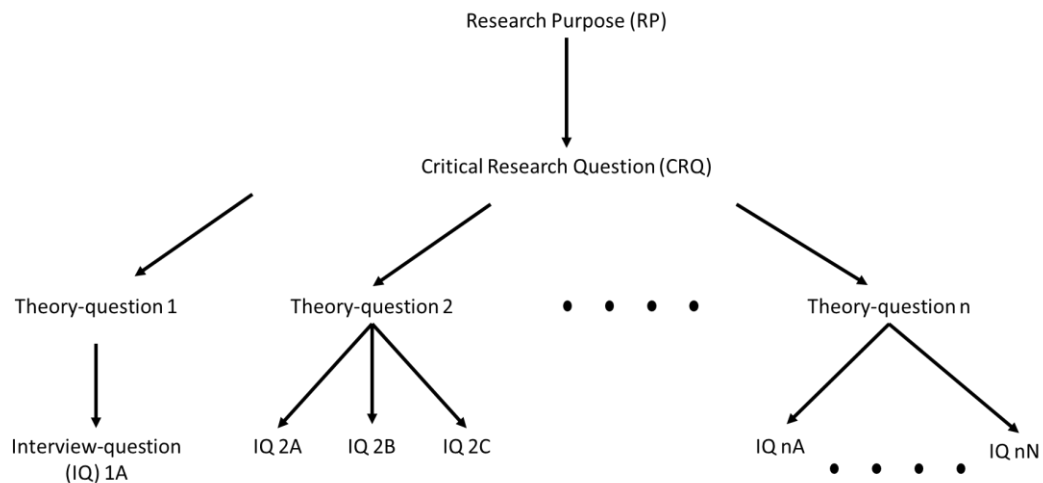 Research Purpose (RP)
Critical Research Question (CRQ)
Theory-question 1
Theory-question 2
Theory-question n
Interview-question
(IQ) 1A
IQ 2A
IQ 2B
IQ 2C
IQ nA
IQ nN